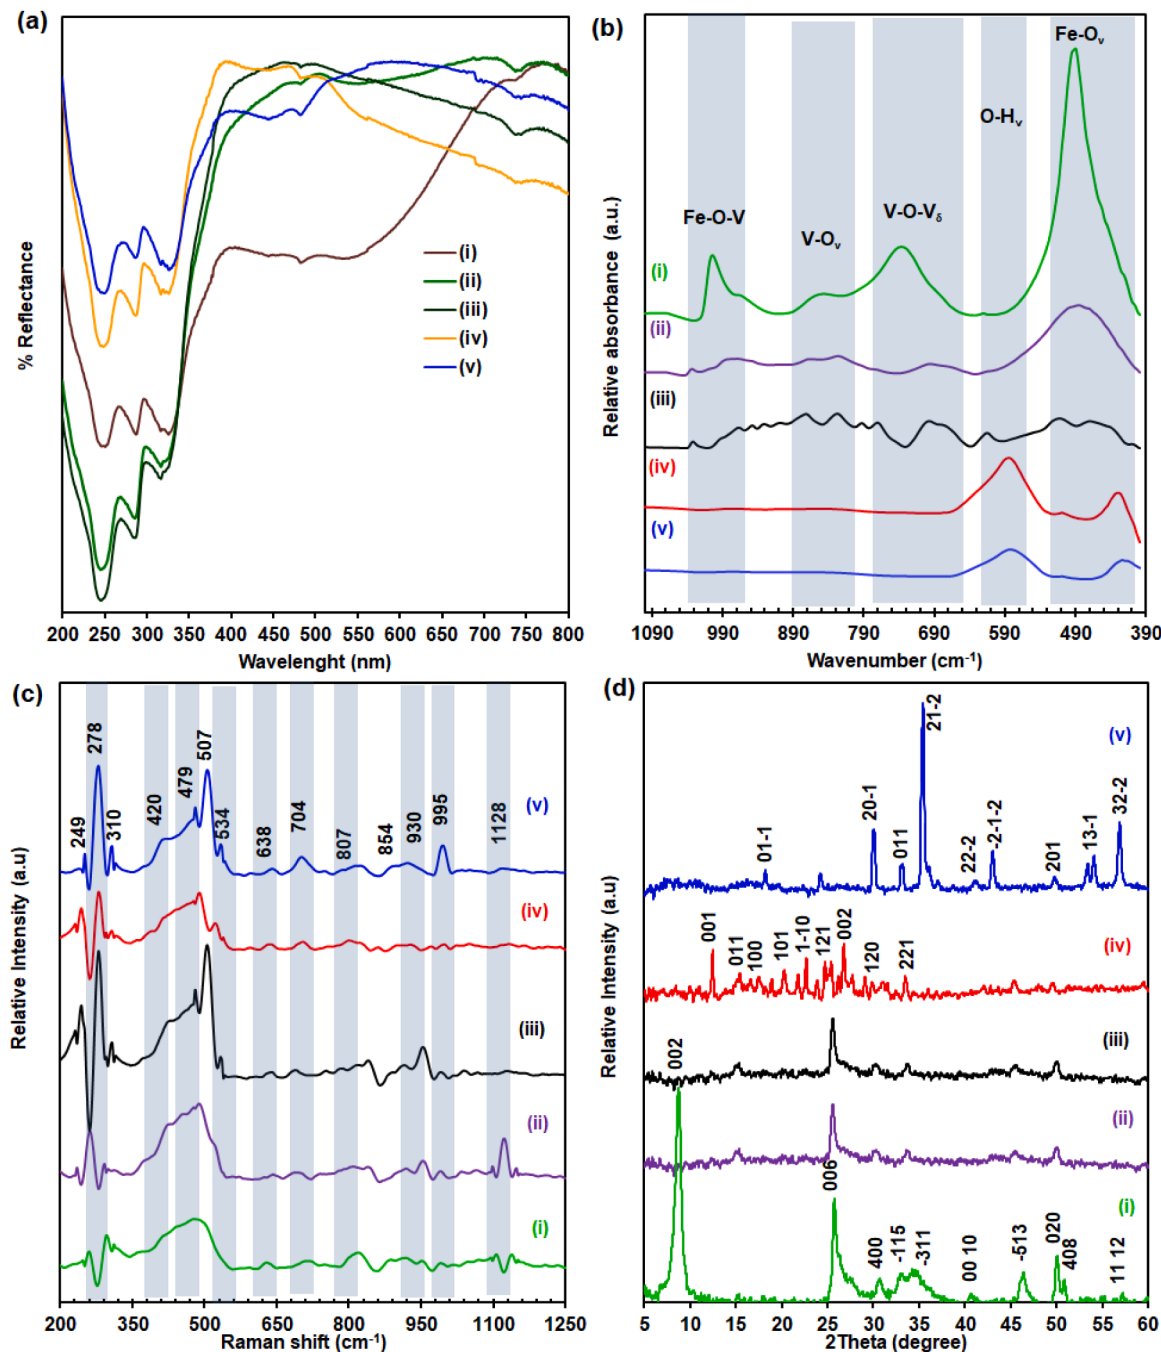 (a)
% Reflectance
(i)
(ii)
(iii)
(iv)
(v)
200 250 300 350 400 450 500 550 600 650 700 750 800
Wavelenght (nm)
(b)
Relative absorbance (a.u.)
Fe-Oᵥ
O-Hᵥ
Fe-O-V
V-Oᵥ
V-O-Vδ
(i)
(ii)
(iii)
(iv)
(v)
1090 990 890 790 690 590 490 390
Wavenumber (cm⁻¹)
(c)
Relative Intensity (a.u)
249 278 310 420 479 507 534 638 704 807 854 930 995 1128
(v)
(iv)
(iii)
(ii)
(i)
200 350 500 650 800 950 1100 1250
Raman shift (cm⁻¹)
(d)
Relative Intensity (a.u)
(v)
01-1 20-1 011 21-2 22-2 -2-1-2 201 13-1 32-2
(iv)
001 011 100 101 1-10 121 002 120 221
(iii)
(ii)
(i)
002 006 400 -115 -311 00 10 -513 020 408 11 12
5 10 15 20 25 30 35 40 45 50 55 60
2Theta (degree)